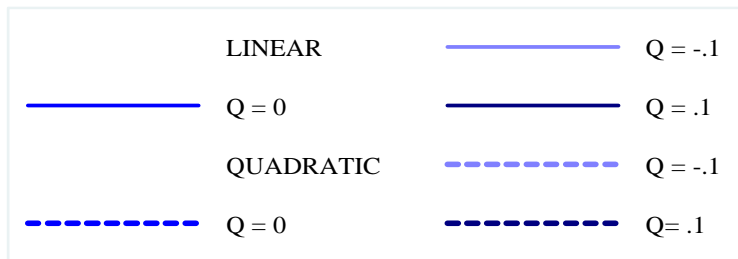 LINEAR Q = -.1
Q = 0 Q = .1
QUADRATIC Q = -.1
Q = 0 Q= .1